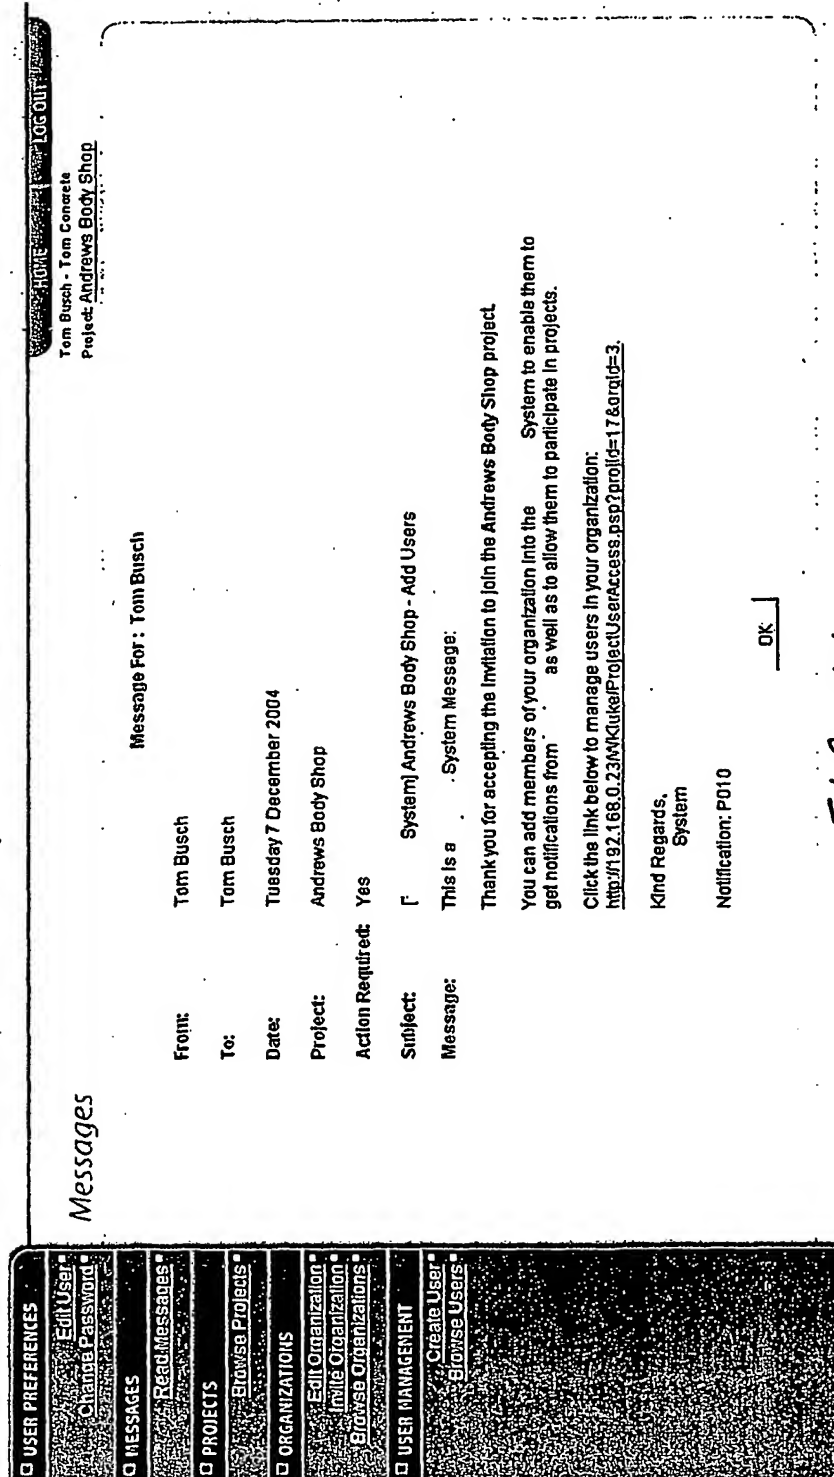 HOME LOG OUT
Tom Busch - Tom Concrete
Project: Andrews Body Shop
USER PREFERENCES
Edit User
Change Password
MESSAGES
Read Messages
PROJECTS
Browse Projects
ORGANIZATIONS
Edit Organization
Invite Organization
Browse Organizations
USER MANAGEMENT
Create User
Browse Users
Messages
Message For : Tom Busch
From: Tom Busch
To: Tom Busch
Date: Tuesday 7 December 2004
Project: Andrews Body Shop
Action Required: Yes
Subject: [ System] Andrews Body Shop - Add Users
Message: This is a System Message:
Thank you for accepting the invitation to join the Andrews Body Shop project.
You can add members of your organization into the System to enable them to
get notifications from as well as to allow them to participate in projects.
Click the link below to manage users in your organization:
http://192.168.0.23/WKluke/ProjectUserAccess.psp?projId=17&orgId=3.
Kind Regards,
System
Notification: P010
OK